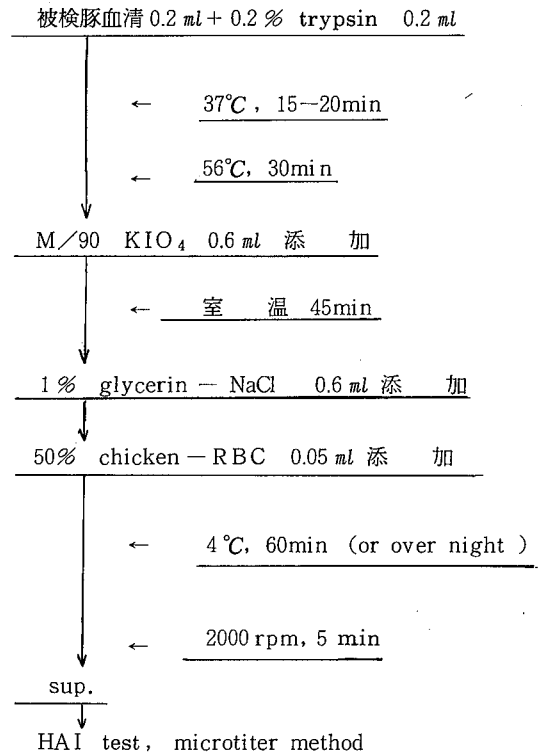 被検豚血清 0.2 ml + 0.2 % trypsin 0.2 ml
← 37℃, 15−20min
← 56℃, 30min
M/90 KIO₄ 0.6 ml 添 加
← 室 温 45min
1% glycerin − NaCl 0.6 ml 添 加
50% chicken − RBC 0.05 ml 添 加
← 4℃, 60min (or over night )
← 2000 rpm, 5 min
sup.
HAI test, microtiter method